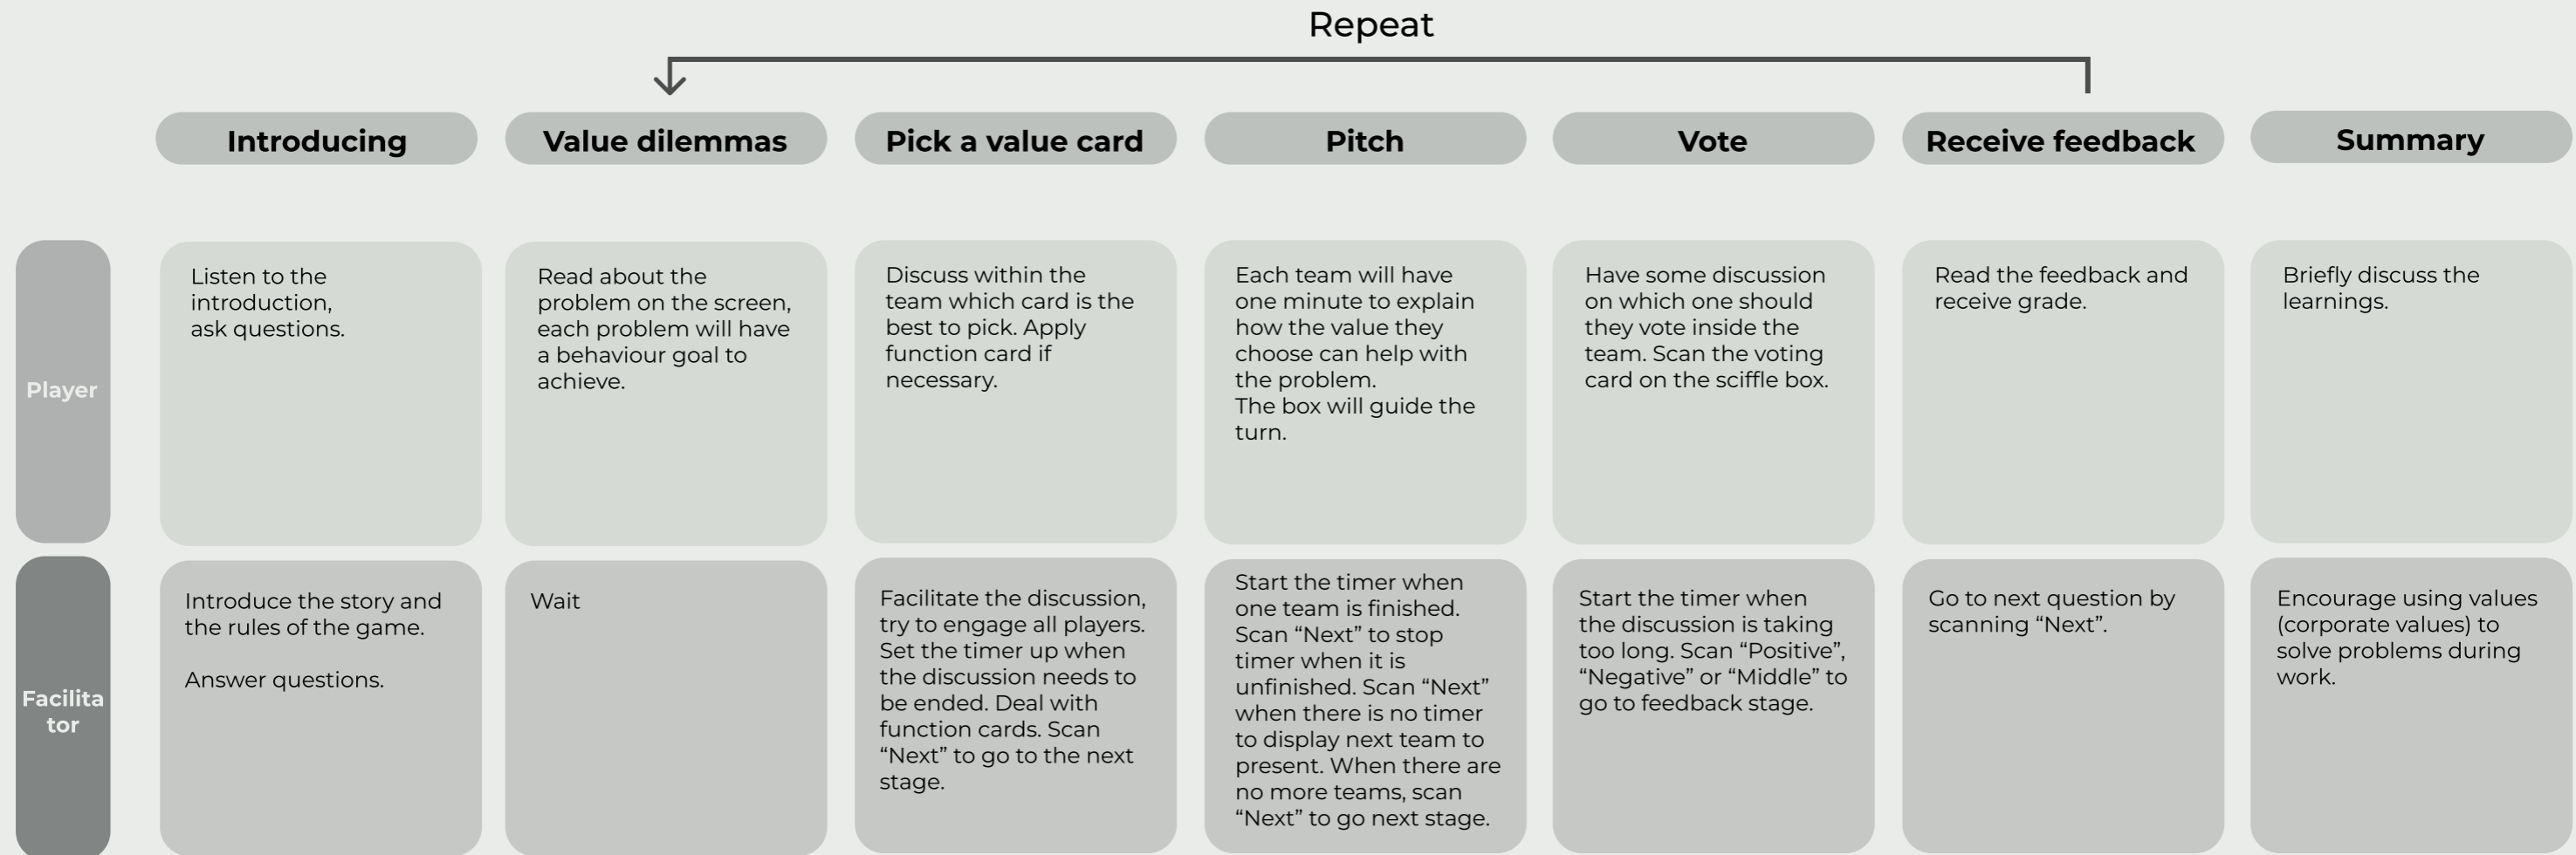 Repeat
Introducing
Value dilemmas
Pick a value card
Pitch
Vote
Receive feedback
Summary
Player
Listen to the
introduction,
ask questions.
Read about the
problem on the screen,
each problem will have
a behaviour goal to
achieve.
Discuss within the
team which card is the
best to pick. Apply
function card if
necessary.
Each team will have
one minute to explain
how the value they
choose can help with
the problem.
The box will guide the
turn.
Have some discussion
on which one should
they vote inside the
team. Scan the voting
card on the sciffle box.
Read the feedback and
receive grade.
Briefly discuss the
learnings.
Facilita
tor
Introduce the story and
the rules of the game.
Answer questions.
Wait
Facilitate the discussion,
try to engage all players.
Set the timer up when
the discussion needs to
be ended. Deal with
function cards. Scan
“Next” to go to the next
stage.
Start the timer when
one team is finished.
Scan “Next” to stop
timer when it is
unfinished. Scan “Next”
when there is no timer
to display next team to
present. When there are
no more teams, scan
“Next” to go next stage.
Start the timer when
the discussion is taking
too long. Scan “Positive”,
“Negative” or “Middle” to
go to feedback stage.
Go to next question by
scanning “Next”.
Encourage using values
(corporate values) to
solve problems during
work.